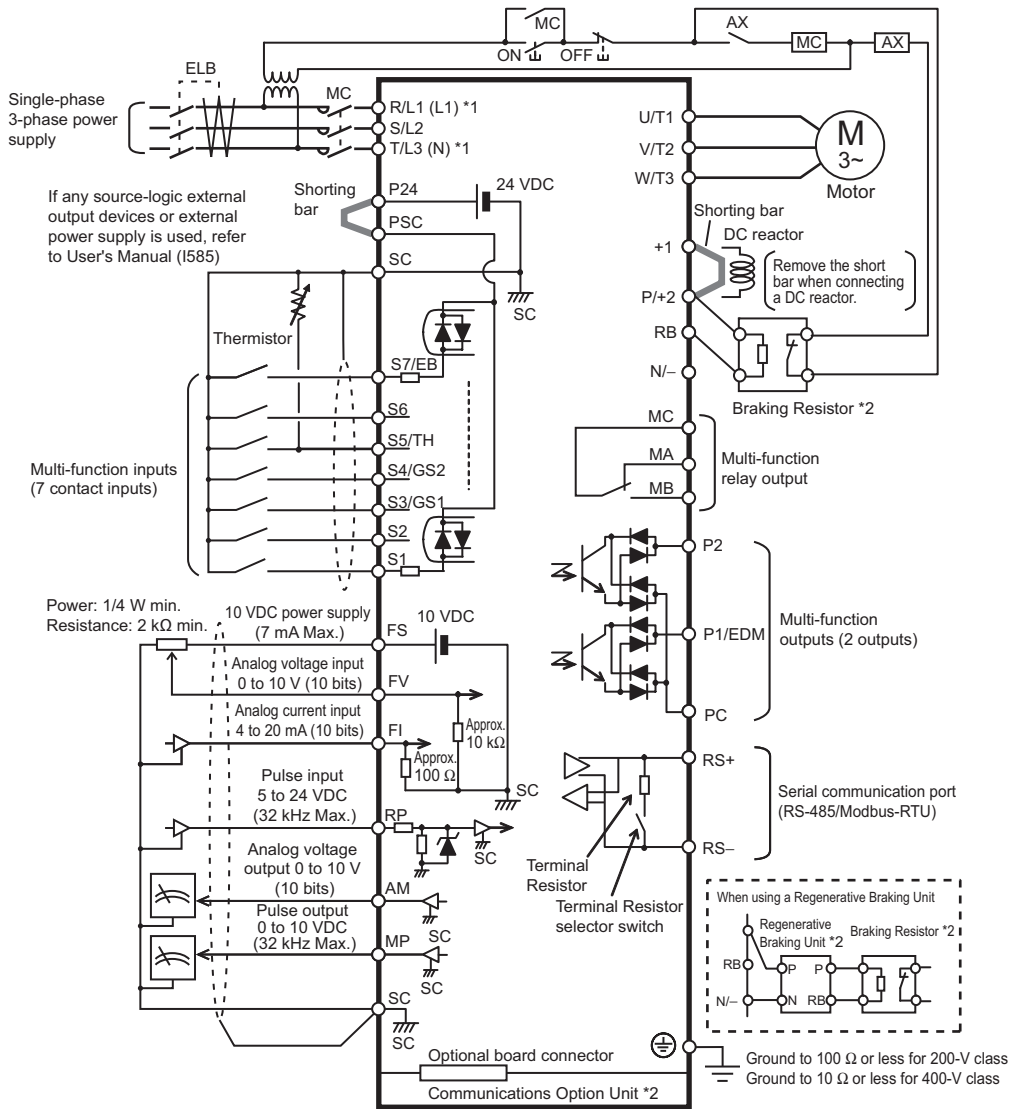 MC
AX
ON
OFF
MC
AX
ELB
MC
Single-phase
3-phase power
supply
R/L1 (L1) *1
S/L2
T/L3 (N) *1
U/T1
V/T2
W/T3
M
3~
Motor
If any source-logic external
output devices or external
power supply is used, refer
to User's Manual (I585)
Shorting
bar
P24
24 VDC
PSC
SC
SC
Shorting bar
DC reactor
+1
P/+2
Remove the short
bar when connecting
a DC reactor.
RB
N/–
Braking Resistor *2
Thermistor
S7/EB
S6
S5/TH
S4/GS2
S3/GS1
S2
S1
Multi-function inputs
(7 contact inputs)
MC
MA
MB
Multi-function
relay output
P2
P1/EDM
PC
Multi-function
outputs (2 outputs)
Power: 1/4 W min.
Resistance: 2 kΩ min.
10 VDC power supply
(7 mA Max.)
FS
10 VDC
Analog voltage input
0 to 10 V (10 bits)
FV
Analog current input
4 to 20 mA (10 bits)
FI
Approx.
10 kΩ
Approx.
100 Ω
SC
Pulse input
5 to 24 VDC
(32 kHz Max.)
RP
SC
Analog voltage
output 0 to 10 V
(10 bits)
AM
SC
Pulse output
0 to 10 VDC
(32 kHz Max.)
MP
SC
SC
SC
RS+
RS–
Serial communication port
(RS-485/Modbus-RTU)
Terminal
Resistor
Terminal Resistor
selector switch
When using a Regenerative Braking Unit
Regenerative
Braking Unit *2
Braking Resistor *2
RB
P
P
N/–
N
RB
Optional board connector
Communications Option Unit *2
Ground to 100 Ω or less for 200-V class
Ground to 10 Ω or less for 400-V class